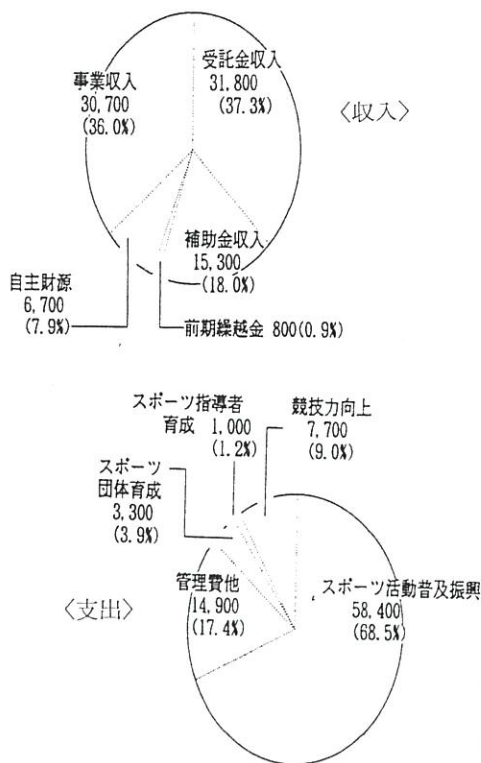 受託金収入
31,800
(37.3%)
事業収入
30,700
(36.0%)
〈収入〉
補助金収入
15,300
(18.0%)
自主財源
6,700
(7.9%)
前期繰越金 800(0.9%)
スポーツ指導者
育成 1,000
(1.2%)
競技力向上
7,700
(9.0%)
スポーツ
団体育成
3,300
(3.9%)
管理費他
14,900
(17.4%)
〈支出〉
スポーツ活動普及振興
58,400
(68.5%)